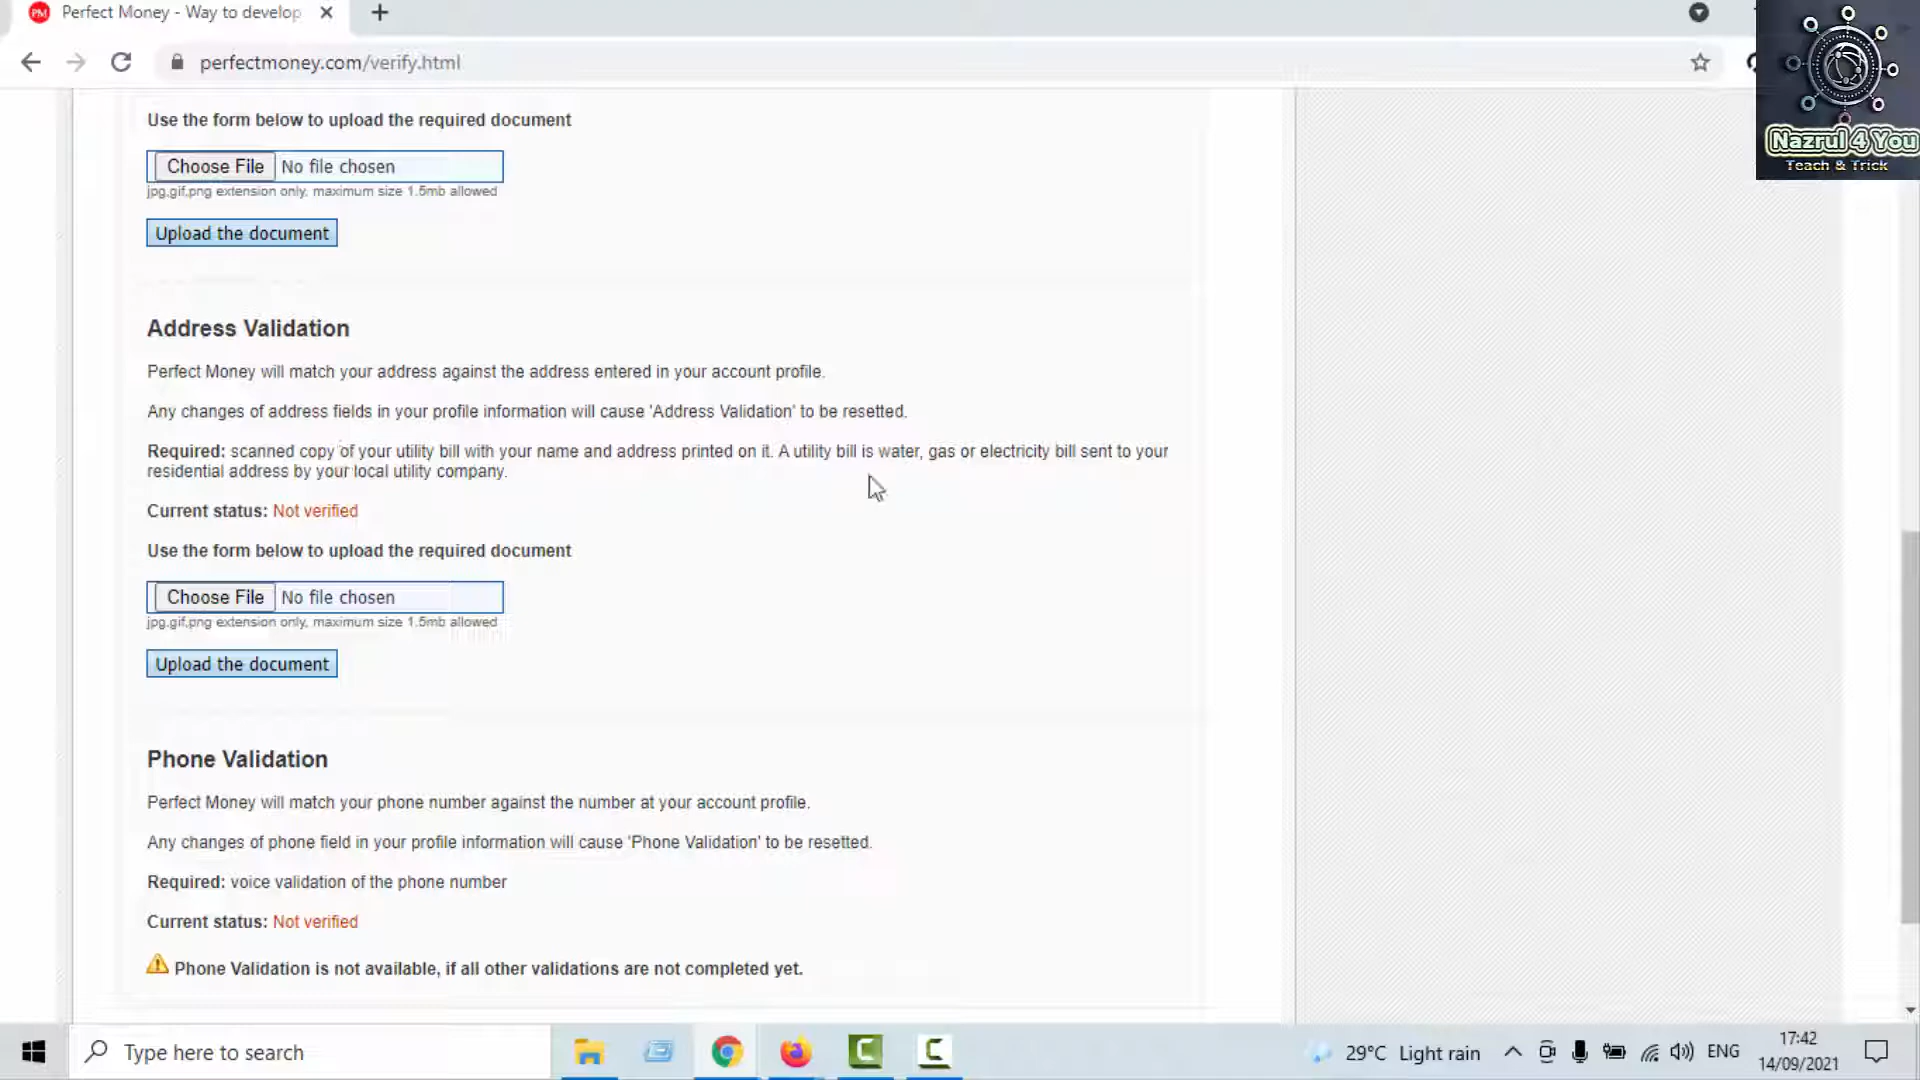 PM Perfect Money - Way to develop
perfectmoney.com/verify.html
Nazrul 4 You
Teach & Trick
Use the form below to upload the required document
Choose File No file chosen
jpg,gif,png extension only, maximum size 1.5mb allowed
Upload the document
Address Validation
Perfect Money will match your address against the address entered in your account profile.
Any changes of address fields in your profile information will cause 'Address Validation' to be resetted.
Required: scanned copy of your utility bill with your name and address printed on it. A utility bill is water, gas or electricity bill sent to your
residential address by your local utility company.
Current status: Not verified
Use the form below to upload the required document
Choose File No file chosen
jpg,gif,png extension only, maximum size 1.5mb allowed
Upload the document
Phone Validation
Perfect Money will match your phone number against the number at your account profile.
Any changes of phone field in your profile information will cause 'Phone Validation' to be resetted.
Required: voice validation of the phone number
Current status: Not verified
Phone Validation is not available, if all other validations are not completed yet.
Type here to search
29°C Light rain
ENG
17:42
14/09/2021